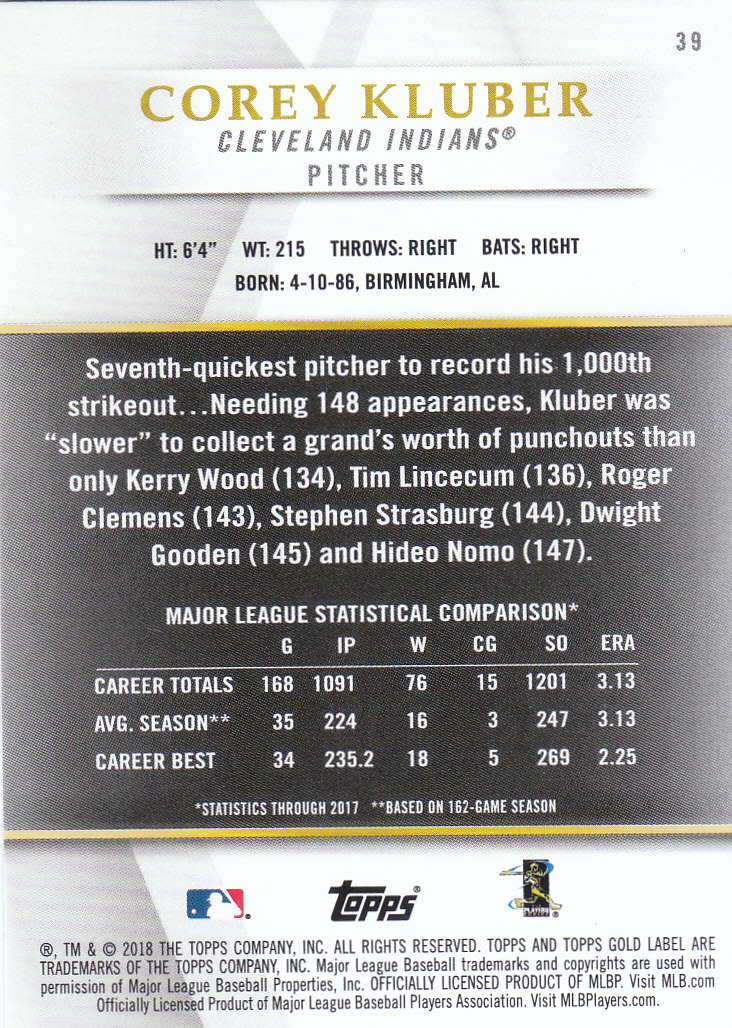 39
COREY KLUBER
CLEVELAND INDIANS®
PITCHER
HT: 6'4" WT: 215 THROWS: RIGHT BATS: RIGHT
BORN: 4-10-86, BIRMINGHAM, AL
Seventh-quickest pitcher to record his 1,000th
strikeout...Needing 148 appearances, Kluber was
“slower” to collect a grand's worth of punchouts than
only Kerry Wood (134), Tim Lincecum (136), Roger
Clemens (143), Stephen Strasburg (144), Dwight
Gooden (145) and Hideo Nomo (147).
MAJOR LEAGUE STATISTICAL COMPARISON*
G IP W CG SO ERA
CAREER TOTALS 168 1091 76 15 1201 3.13
AVG. SEASON** 35 224 16 3 247 3.13
CAREER BEST 34 235.2 18 5 269 2.25
*STATISTICS THROUGH 2017 **BASED ON 162-GAME SEASON
TOPPS®
PLAYERS
®, TM & © 2018 THE TOPPS COMPANY, INC. ALL RIGHTS RESERVED. TOPPS AND TOPPS GOLD LABEL ARE
TRADEMARKS OF THE TOPPS COMPANY, INC. Major League Baseball trademarks and copyrights are used with
permission of Major League Baseball Properties, Inc. OFFICIALLY LICENSED PRODUCT OF MLBP. Visit MLB.com
Officially Licensed Product of Major League Baseball Players Association. Visit MLBPlayers.com.